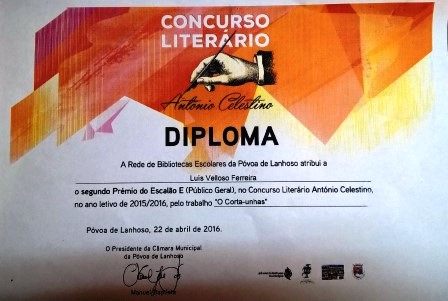 CONCURSO
LITERÁRIO
António Celestino
DIPLOMA
A Rede de Bibliotecas Escolares da Póvoa de Lanhoso atribui a
Luís Velloso Ferreira
o segundo Prémio do Escalão E (Público Geral), no Concurso Literário António Celestinn,
no ano letivo de 2015/2016, pelo trabalho "O Corta-unhas"
Póvoa de Lanhoso, 22 de abril de 2016.
O Presidente da Câmara Municipal
da Póvoa de Lanhoso